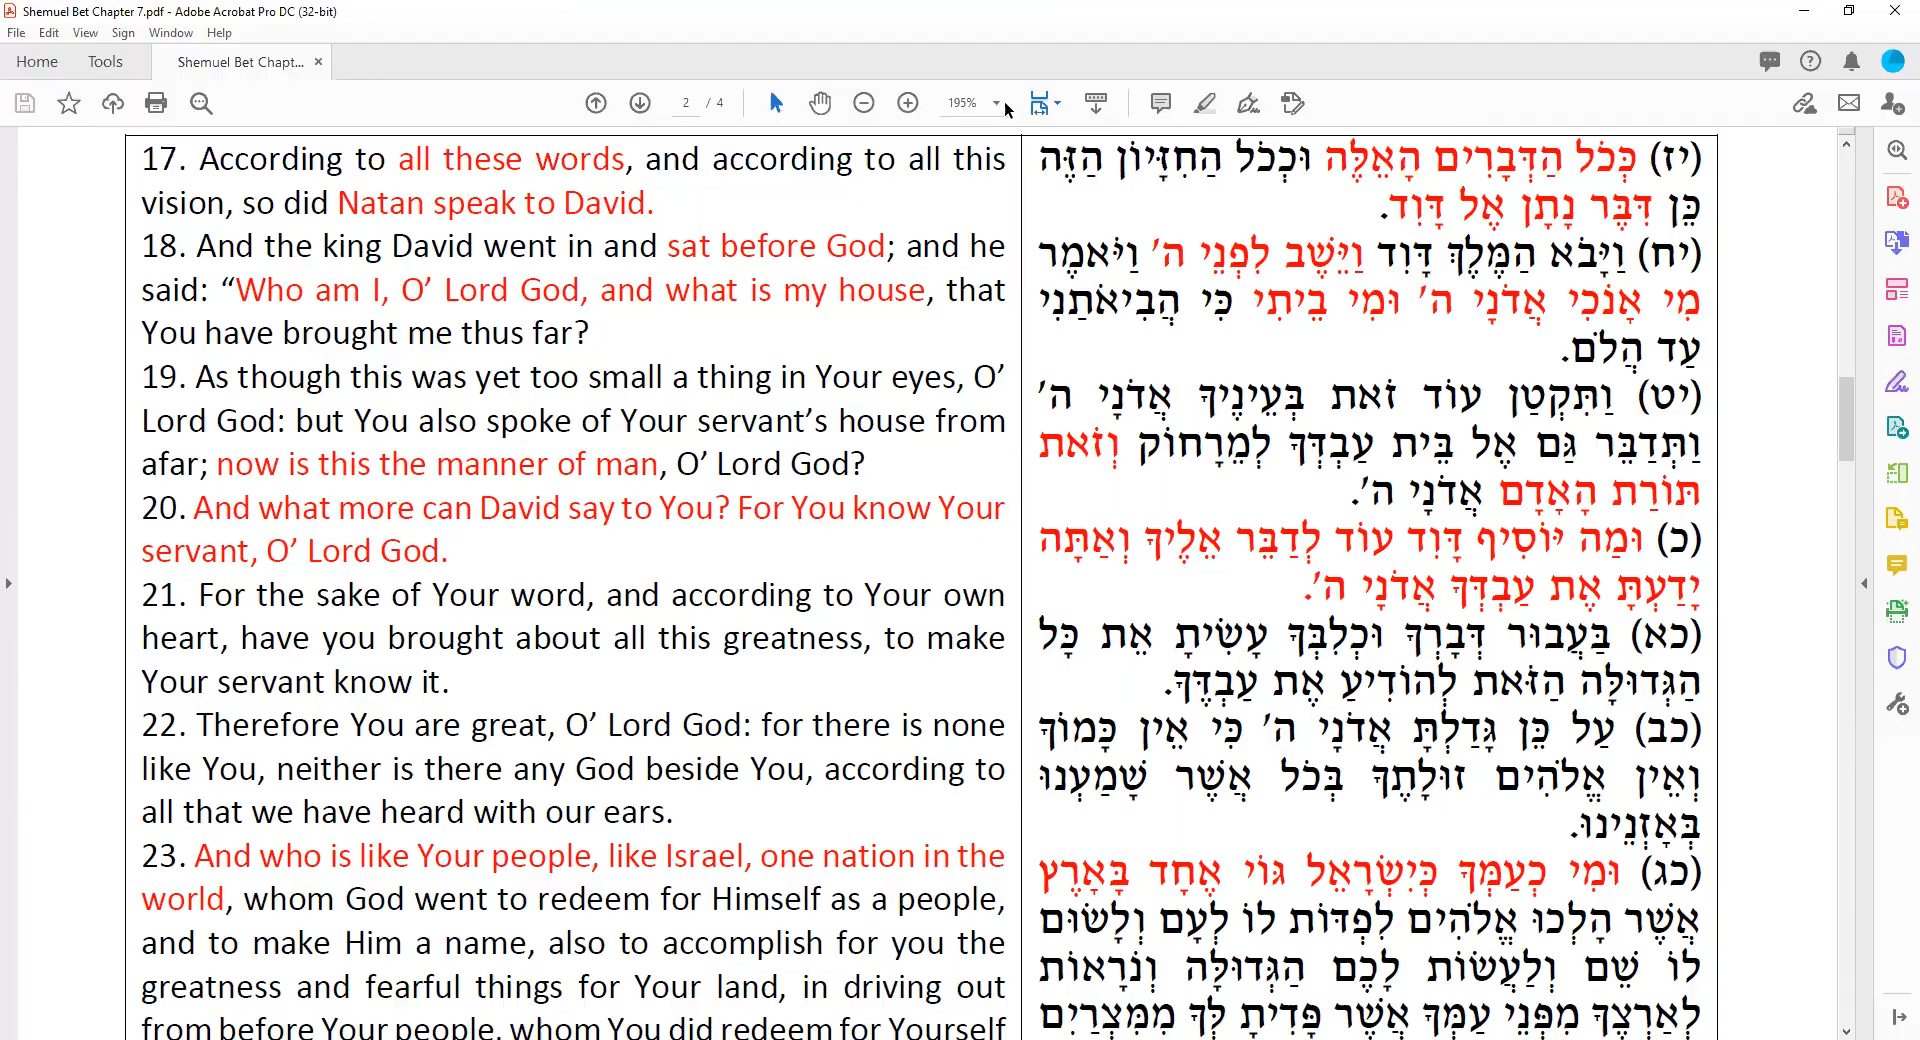 Shemuel Bet Chapter 7.pdf - Adobe Acrobat Pro DC (32-bit)
File Edit View Sign Window Help
Home Tools Shemuel Bet Chapt... ×
2 / 4 195%
17. According to all these words, and according to all this
vision, so did Natan speak to David.
18. And the king David went in and sat before God; and he
said: “Who am I, O’ Lord God, and what is my house, that
You have brought me thus far?
19. As though this was yet too small a thing in Your eyes, O’
Lord God: but You also spoke of Your servant’s house from
afar; now is this the manner of man, O’ Lord God?
20. And what more can David say to You? For You know Your
servant, O’ Lord God.
21. For the sake of Your word, and according to Your own
heart, have you brought about all this greatness, to make
Your servant know it.
22. Therefore You are great, O’ Lord God: for there is none
like You, neither is there any God beside You, according to
all that we have heard with our ears.
23. And who is like Your people, like Israel, one nation in the
world, whom God went to redeem for Himself as a people,
and to make Him a name, also to accomplish for you the
greatness and fearful things for Your land, in driving out
from before Your people, whom You did redeem for Yourself
(יז) כְּכֹל הַדְּבָרִים הָאֵלֶּה וּכְכֹל הַחִזָּיוֹן הַזֶּה
כֵּן דִּבֶּר נָתָן אֶל דָּוִד.
(יח) וַיָּבֹא הַמֶּלֶךְ דָּוִד וַיֵּשֶׁב לִפְנֵי ה’ וַיֹּאמֶר
מִי אָנֹכִי אֲדֹנָי ה’ וּמִי בֵיתִי כִּי הֲבִיאֹתַנִי
עַד הֲלֹם.
(יט) וַתִּקְטַן עוֹד זֹאת בְּעֵינֶיךָ אֲדֹנָי ה’
וַתְּדַבֵּר גַּם אֶל בֵּית עַבְדְּךָ לְמֵרָחוֹק וְזֹאת
תּוֹרַת הָאָדָם אֲדֹנָי ה’.
(כ) וּמַה יּוֹסִיף דָּוִד עוֹד לְדַבֵּר אֵלֶיךָ וְאַתָּה
יָדַעְתָּ אֶת עַבְדְּךָ אֲדֹנָי ה’.
(כא) בַּעֲבוּר דְּבָרְךָ וּכְלִבְּךָ עָשִׂיתָ אֵת כָּל
הַגְּדוּלָּה הַזֹּאת לְהוֹדִיעַ אֶת עַבְדֶּךָ.
(כב) עַל כֵּן גָּדַלְתָּ אֲדֹנָי ה’ כִּי אֵין כָּמוֹךָ
וְאֵין אֱלֹהִים זוּלָתֶךָ בְּכֹל אֲשֶׁר שָׁמַעְנוּ
בְּאָזְנֵינוּ.
(כג) וּמִי כְעַמְּךָ כְּיִשְׂרָאֵל גּוֹי אֶחָד בָּאָרֶץ
אֲשֶׁר הָלְכוּ אֱלֹהִים לִפְדּוֹת לוֹ לְעָם וְלָשׂוּם
לוֹ שֵׁם וְלַעֲשׂוֹת לָכֶם הַגְּדוּלָּה וְנֹרָאוֹת
לְאַרְצֶךָ מִפְּנֵי עַמְּךָ אֲשֶׁר פָּדִיתָ לְּךָ מִמִּצְרַיִם